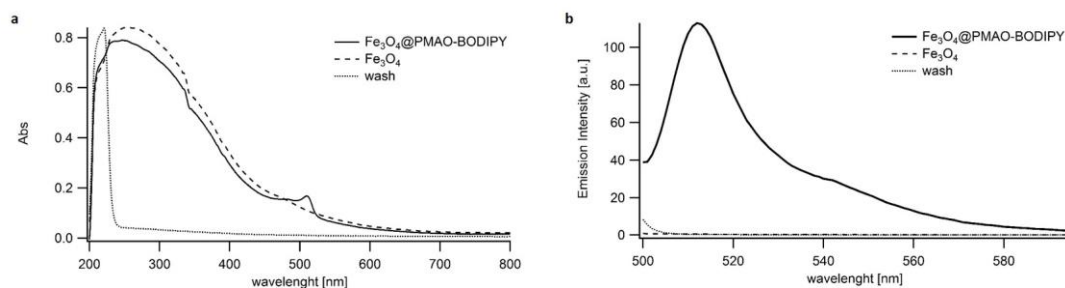 a
Abs
0.8
0.6
0.4
0.2
0.0
200 300 400 500 600 700 800
wavelenght [nm]
Fe₃O₄@PMAO-BODIPY
Fe₃O₄
wash
b
Emission Intensity [a.u.]
100
80
60
40
20
0
500 520 540 560 580
wavelenght [nm]
Fe₃O₄@PMAO-BODIPY
Fe₃O₄
wash